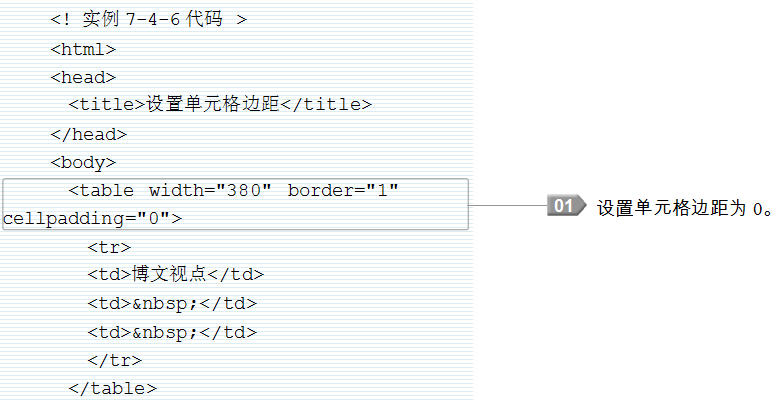 <! 实例7-4-6代码 >
<html>
<head>
<title>设置单元格边距</title>
</head>
<body>
<table width="380" border="1"
cellpadding="0">
01 设置单元格边距为0。
<tr>
<td>博文视点</td>
<td>&nbsp;</td>
<td>&nbsp;</td>
</tr>
</table>